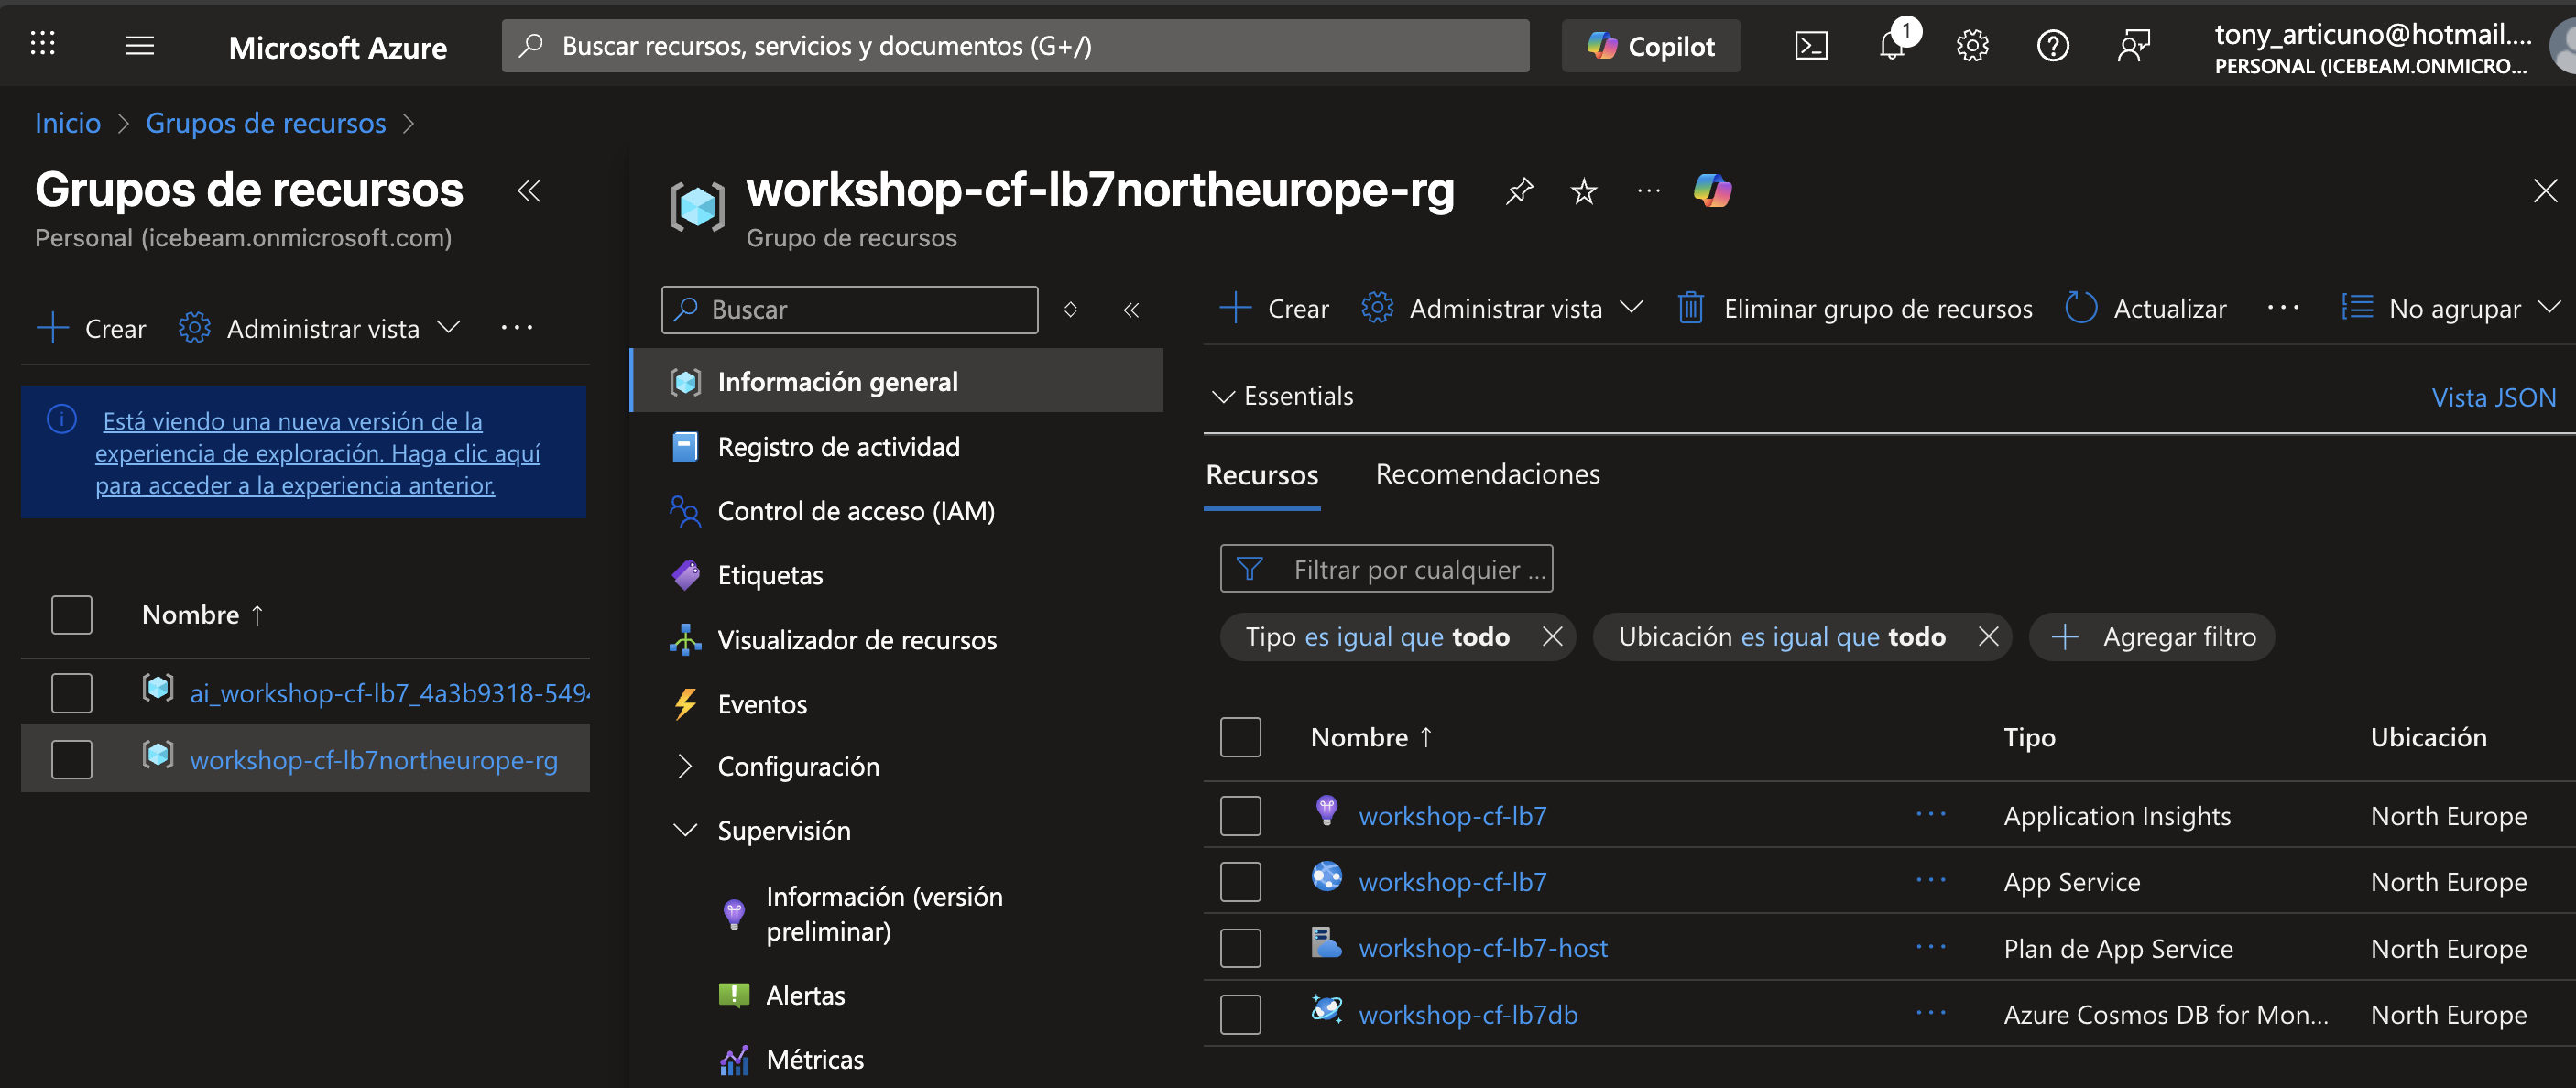 Microsoft Azure
Buscar recursos, servicios y documentos (G+/)
Copilot
1
tony_articuno@hotmail....
PERSONAL (ICEBEAM.ONMICRO...
Inicio > Grupos de recursos >
Grupos de recursos
Personal (icebeam.onmicrosoft.com)
Crear
Administrar vista
Está viendo una nueva versión de la
experiencia de exploración. Haga clic aquí
para acceder a la experiencia anterior.
Nombre ↑
ai_workshop-cf-lb7_4a3b9318-549
workshop-cf-lb7northeurope-rg
workshop-cf-lb7northeurope-rg
Grupo de recursos
Buscar
Información general
Registro de actividad
Control de acceso (IAM)
Etiquetas
Visualizador de recursos
Eventos
Configuración
Supervisión
Información (versión
preliminar)
Alertas
Métricas
Crear
Administrar vista
Eliminar grupo de recursos
Actualizar
No agrupar
Essentials
Vista JSON
Recursos
Recomendaciones
Filtrar por cualquier ...
Tipo es igual que todo
Ubicación es igual que todo
Agregar filtro
Nombre ↑ Tipo Ubicación
workshop-cf-lb7 ... Application Insights North Europe
workshop-cf-lb7 ... App Service North Europe
workshop-cf-lb7-host ... Plan de App Service North Europe
workshop-cf-lb7db ... Azure Cosmos DB for Mon... North Europe